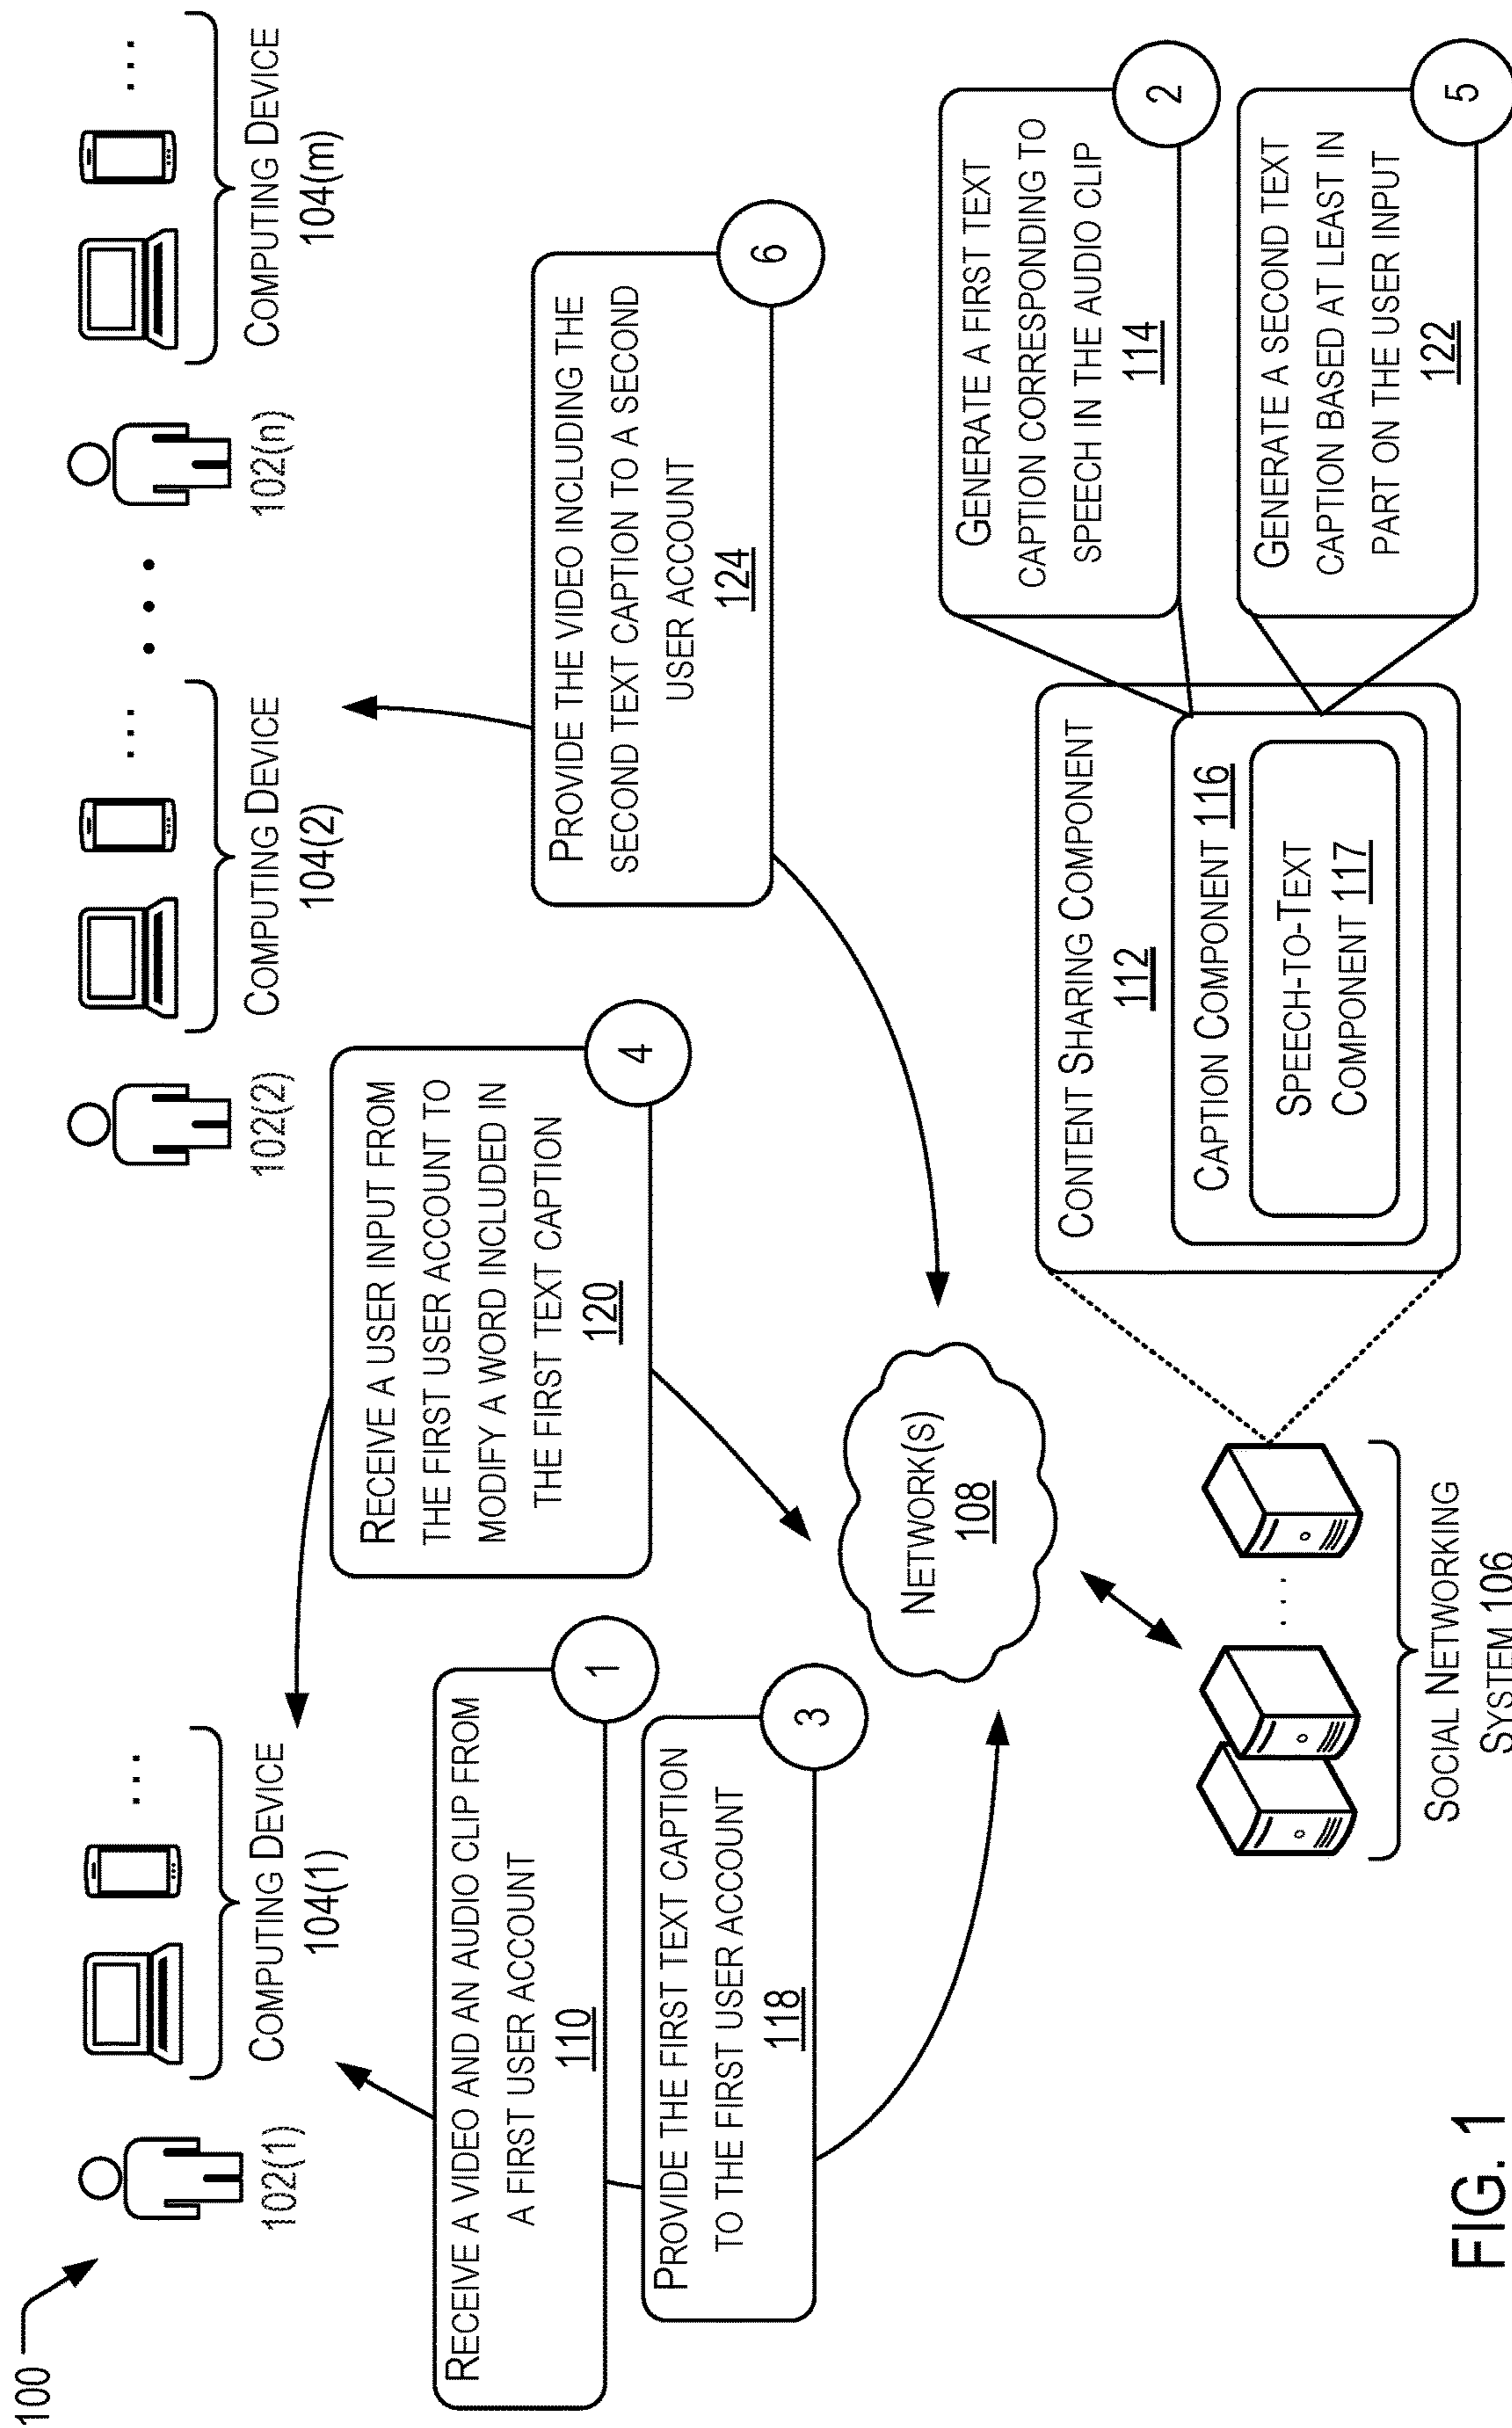 100
102(1)
COMPUTING DEVICE
104(1)
...
102(2)
COMPUTING DEVICE
104(2)
...
• • •
102(n)
COMPUTING DEVICE
104(m)
...
RECEIVE A VIDEO AND AN AUDIO CLIP FROM
A FIRST USER ACCOUNT
110
1
PROVIDE THE FIRST TEXT CAPTION
TO THE FIRST USER ACCOUNT
118
3
RECEIVE A USER INPUT FROM
THE FIRST USER ACCOUNT TO
MODIFY A WORD INCLUDED IN
THE FIRST TEXT CAPTION
120
4
PROVIDE THE VIDEO INCLUDING THE
SECOND TEXT CAPTION TO A SECOND
USER ACCOUNT
124
6
NETWORK(S)
108
...
SOCIAL NETWORKING
SYSTEM 106
CONTENT SHARING COMPONENT
112
CAPTION COMPONENT 116
SPEECH-TO-TEXT
COMPONENT 117
GENERATE A FIRST TEXT
CAPTION CORRESPONDING TO
SPEECH IN THE AUDIO CLIP
114
2
GENERATE A SECOND TEXT
CAPTION BASED AT LEAST IN
PART ON THE USER INPUT
122
5
FIG. 1